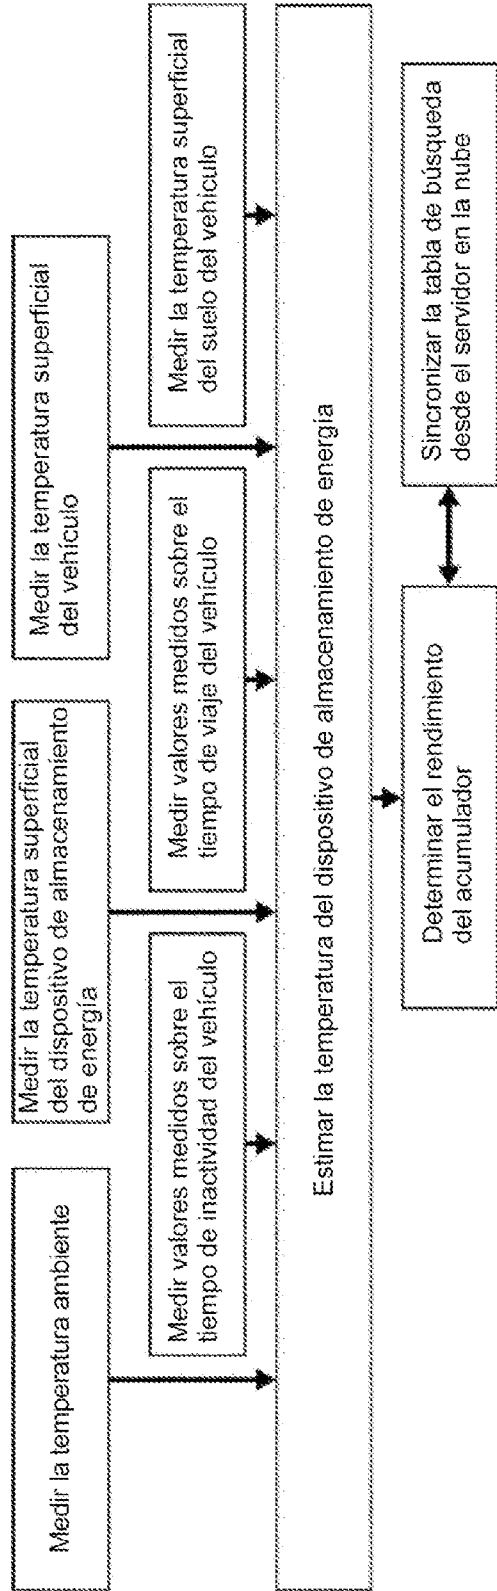 Medir la temperatura ambiente
Medir la temperatura superficial
del dispositivo de almacenamiento
de energía
Medir la temperatura superficial
del vehículo
Medir valores medidos sobre el
tiempo de inactividad del vehículo
Medir valores medidos sobre el
tiempo de viaje del vehículo
Medir la temperatura superficial
del suelo del vehículo
Estimar la temperatura del dispositivo de almacenamiento de energía
Determinar el rendimiento
del acumulador
Sincronizar la tabla de búsqueda
desde el servidor en la nube